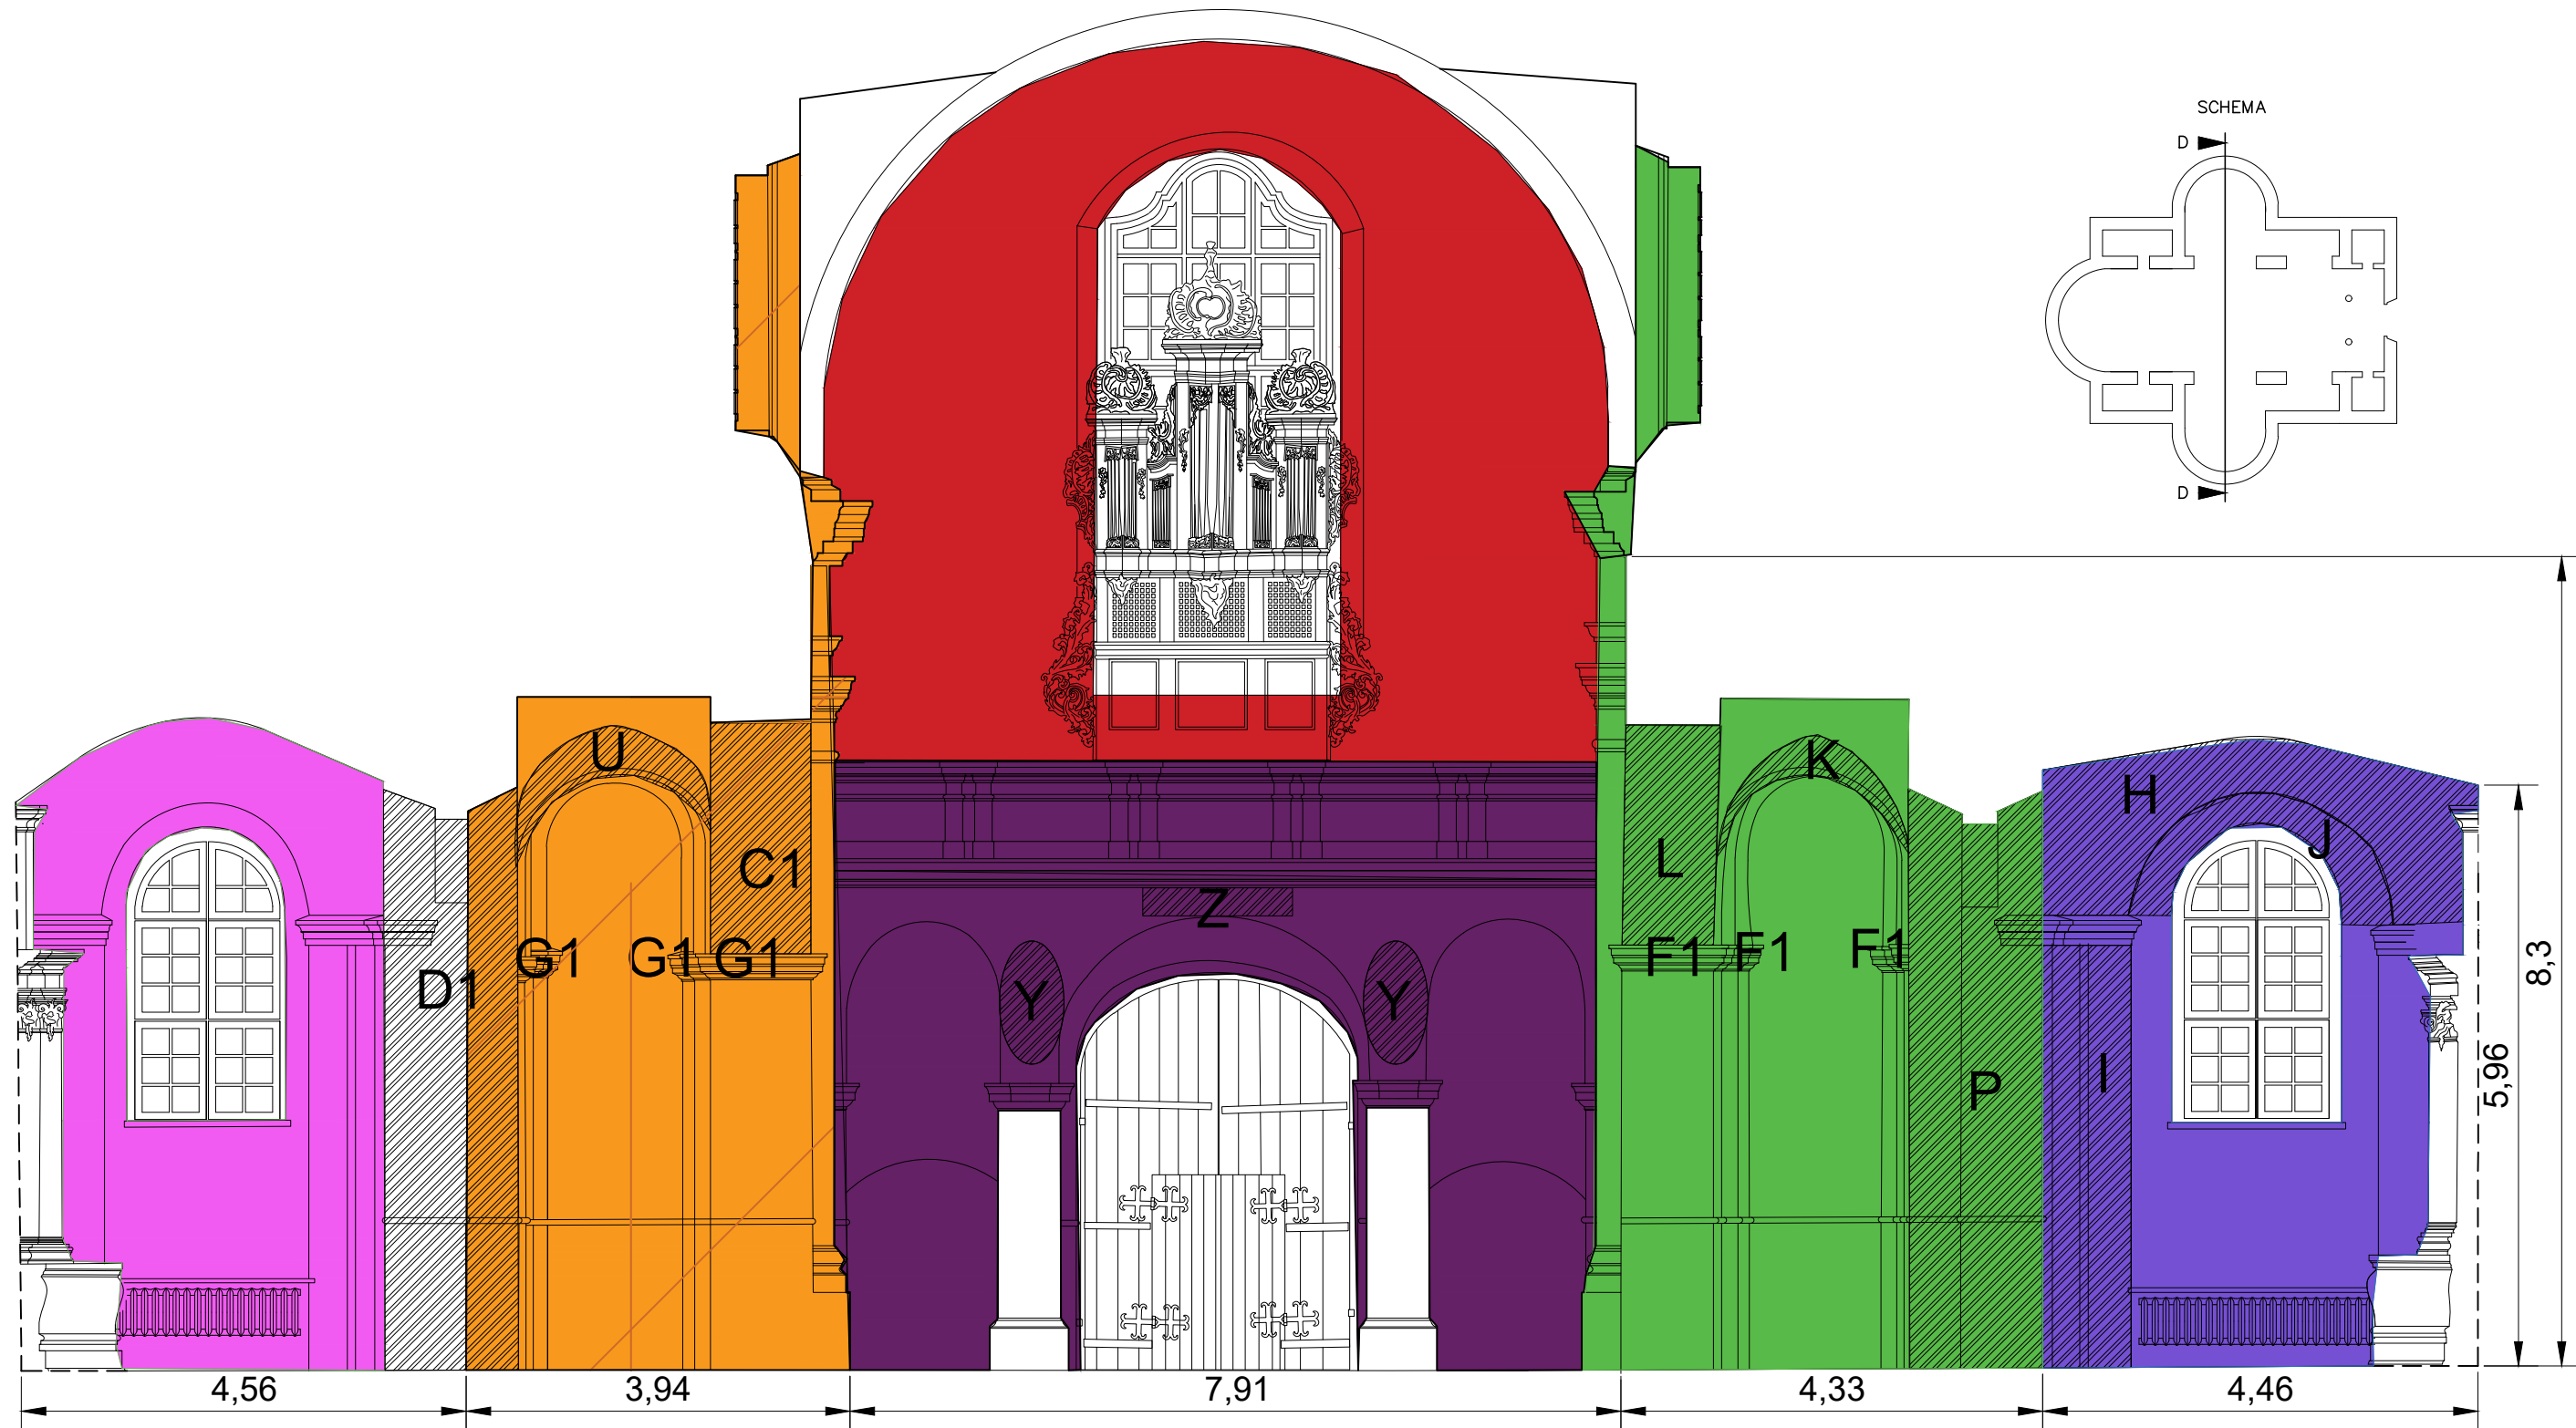 SCHEMA
D
D
U
K
H
J
C1
L
Z
G1
G1
G1
F1
F1
F1
D1
Y
Y
I
P
8,3
5,96
4,56
3,94
7,91
4,33
4,46